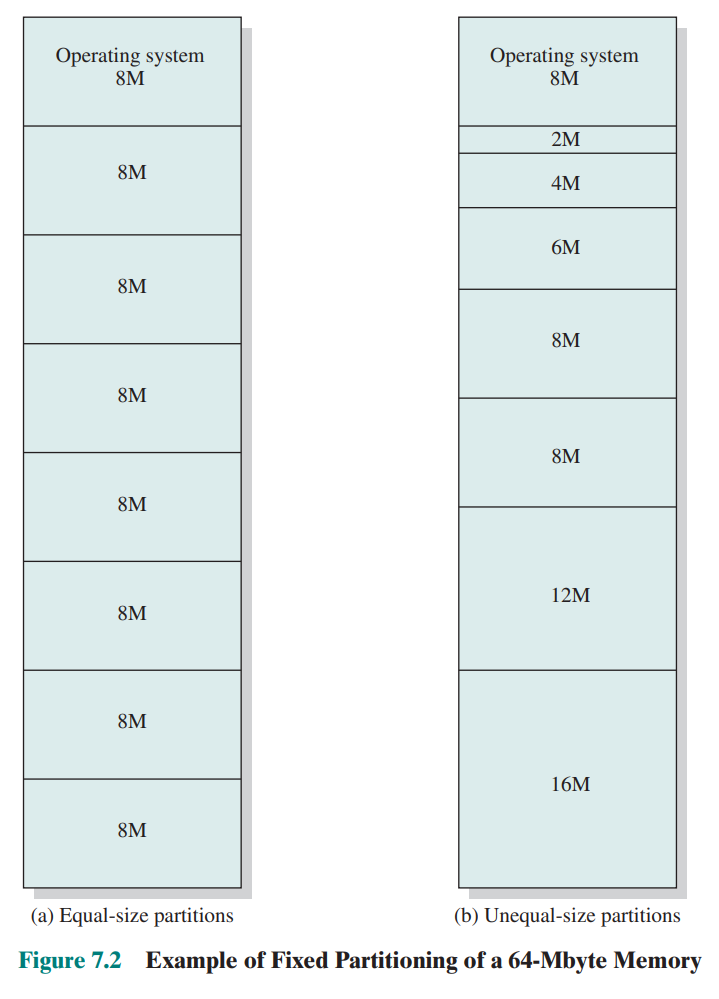 Operating system
8M
8M
8M
8M
8M
8M
8M
8M
(a) Equal-size partitions
Operating system
8M
2M
4M
6M
8M
8M
12M
16M
(b) Unequal-size partitions
Figure 7.2 Example of Fixed Partitioning of a 64-Mbyte Memory